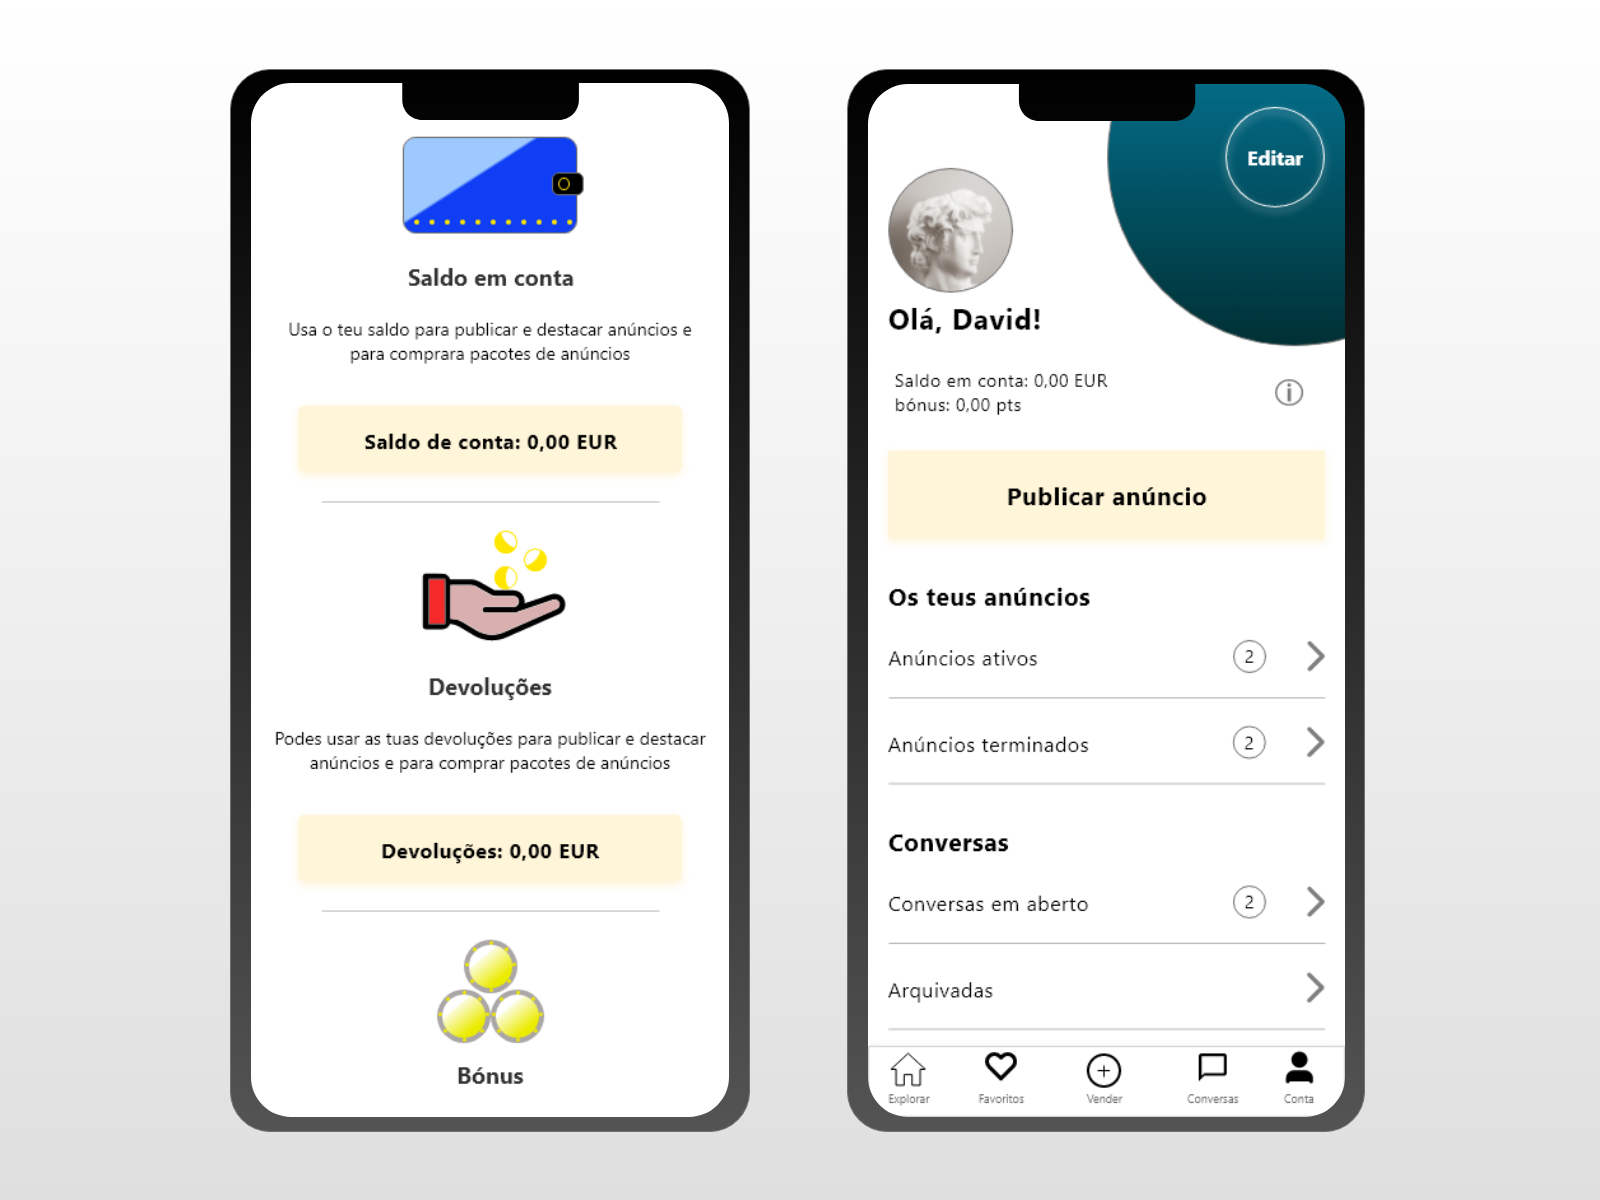 Saldo em conta
Usa o teu saldo para publicar e destacar anúncios e
para comprara pacotes de anúncios
Saldo de conta: 0,00 EUR
Devoluções
Podes usar as tuas devoluções para publicar e destacar
anúncios e para comprar pacotes de anúncios
Devoluções: 0,00 EUR
Bónus
Editar
Olá, David!
Saldo em conta: 0,00 EUR
bónus: 0,00 pts
Publicar anúncio
Os teus anúncios
Anúncios ativos 2
Anúncios terminados 2
Conversas
Conversas em aberto 2
Arquivadas
Explorar Favoritos Vender Conversas Conta